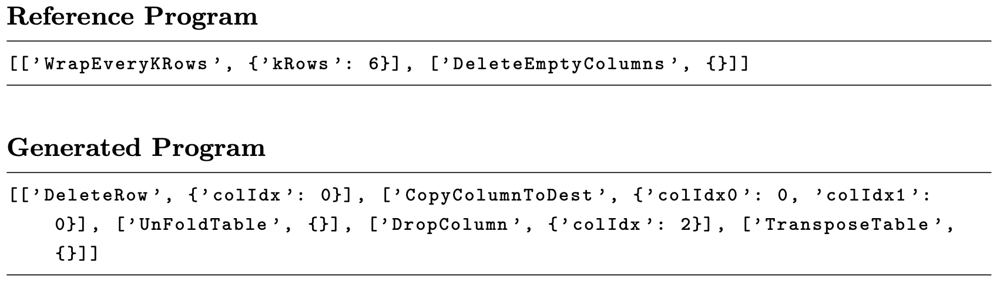 Reference Program
[['WrapEveryKRows', {'kRows': 6}], ['DeleteEmptyColumns', {}]]
Generated Program
[['DeleteRow', {'colIdx': 0}], ['CopyColumnToDest', {'colIdx0': 0, 'colIdx1':
0}], ['UnFoldTable', {}], ['DropColumn', {'colIdx': 2}], ['TransposeTable',
{}]]